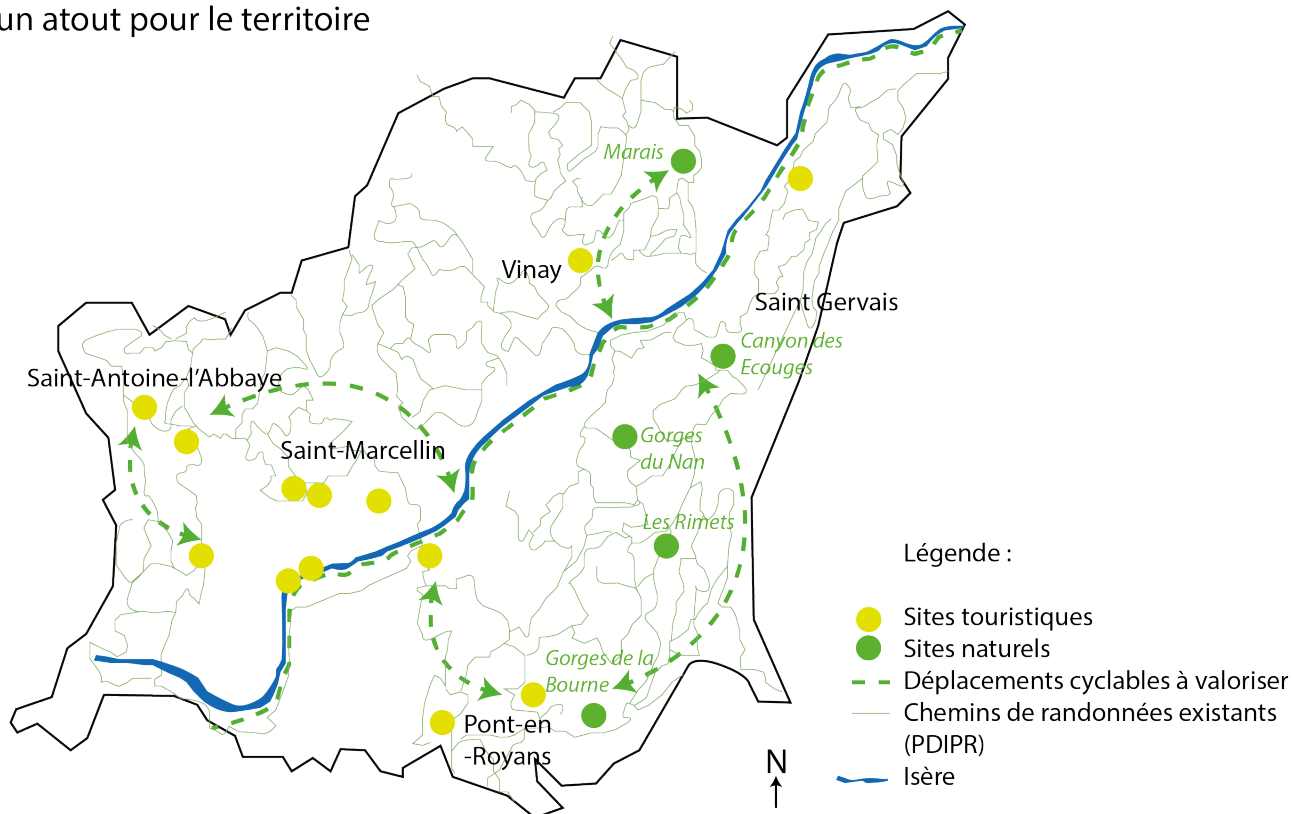 un atout pour le territoire
Marais
Vinay
Saint Gervais
Canyon des
Ecouges
Saint-Antoine-l'Abbaye
Saint-Marcellin
Gorges
du Nan
Les Rimets
Gorges de la
Bourne
Pont-en
-Royans
N
Légende :
Sites touristiques
Sites naturels
Déplacements cyclables à valoriser
Chemins de randonnées existants
(PDIPR)
Isère